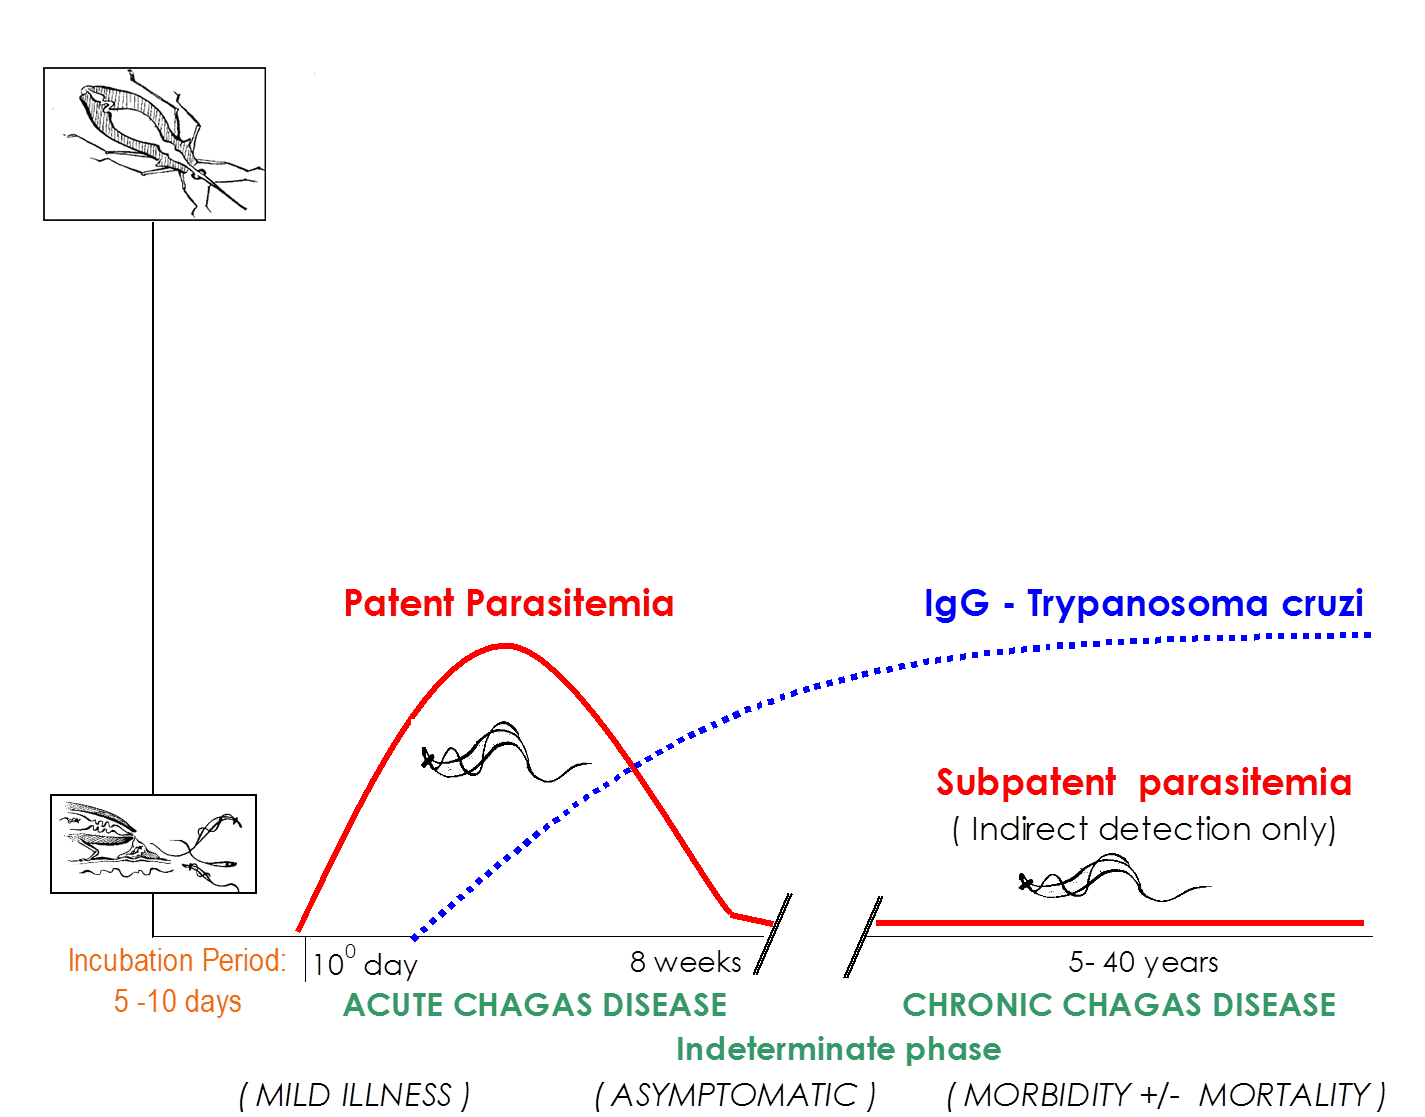 Patent Parasitemia
IgG - Trypanosoma cruzi
Subpatent parasitemia
( Indirect detection only)
Incubation Period:
5 -10 days
10⁰ day
8 weeks
5- 40 years
ACUTE CHAGAS DISEASE
CHRONIC CHAGAS DISEASE
Indeterminate phase
( MILD ILLNESS )
( ASYMPTOMATIC )
( MORBIDITY +/- MORTALITY )